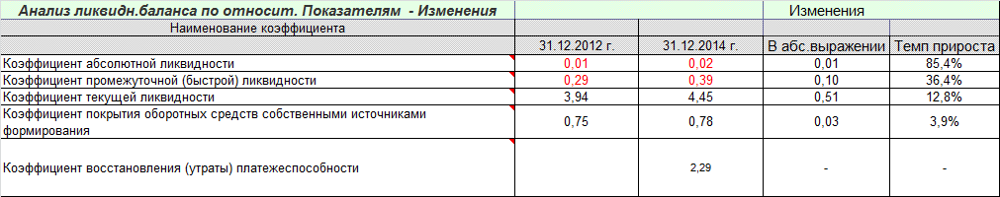 Анализ ликвидн.баланса по относит. Показателям - Изменения Изменения
Наименование коэффициента
31.12.2012 г. 31.12.2014 г. В абс.выражении Темп прироста
Коэффициент абсолютной ликвидности 0,01 0,02 0,01 85,4%
Коэффициент промежуточной (быстрой) ликвидности 0,29 0,39 0,10 36,4%
Коэффициент текущей ликвидности 3,94 4,45 0,51 12,8%
Коэффициент покрытия оборотных средств собственными источниками
формирования 0,75 0,78 0,03 3,9%
Коэффициент восстановления (утраты) платежеспособности 2,29 - -